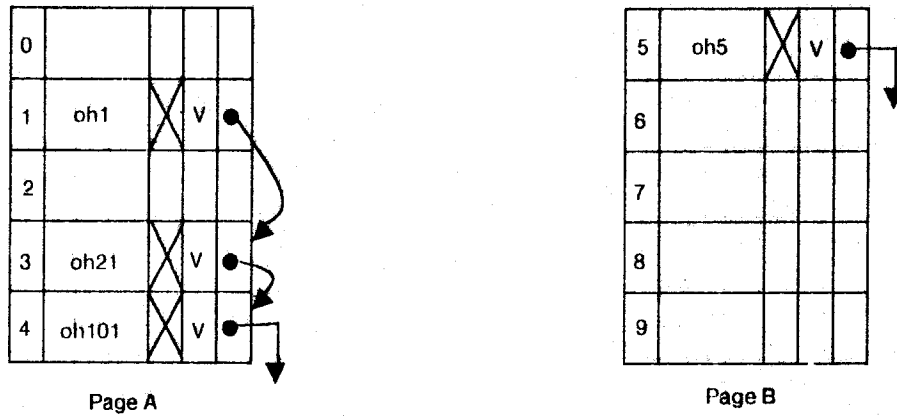 0
1 oh1 V
2
3 oh21 V
4 oh101 V
Page A
5 oh5 V
6
7
8
9
Page B